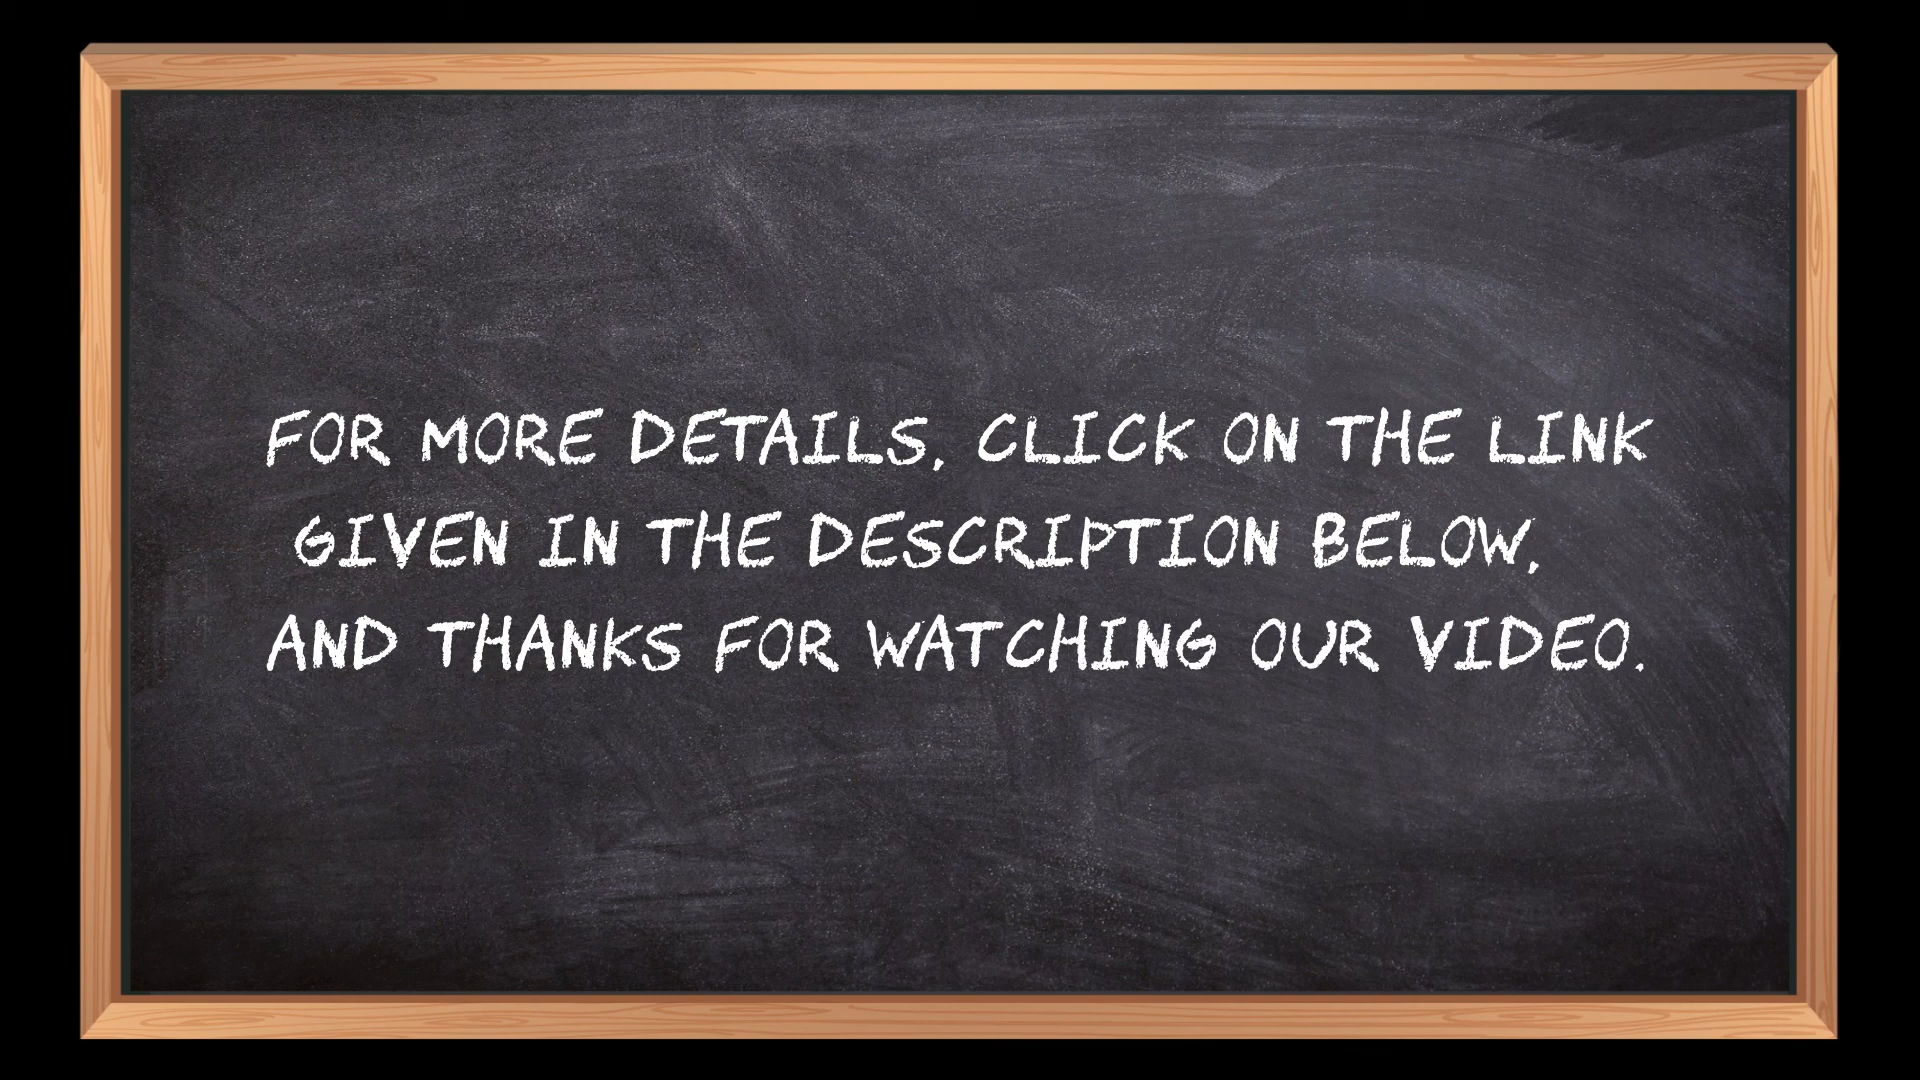 FOR MORE DETAILS, CLICK ON THE LINK
GIVEN IN THE DESCRIPTION BELOW,
AND THANKS FOR WATCHING OUR VIDEO.